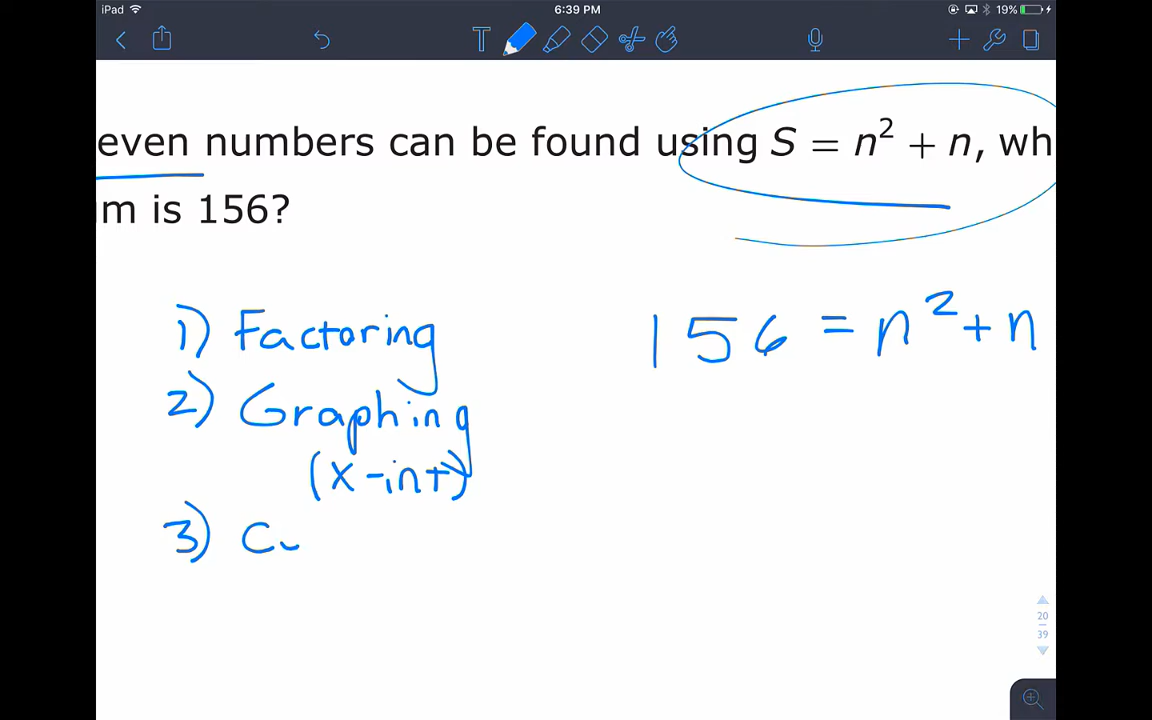 iPad 6:39 PM 19%
T
even numbers can be found using S = n² + n, wh
um is 156?
1) Factoring 156 = n² + n
2) Graphing
(x-int)
3) C
20
39